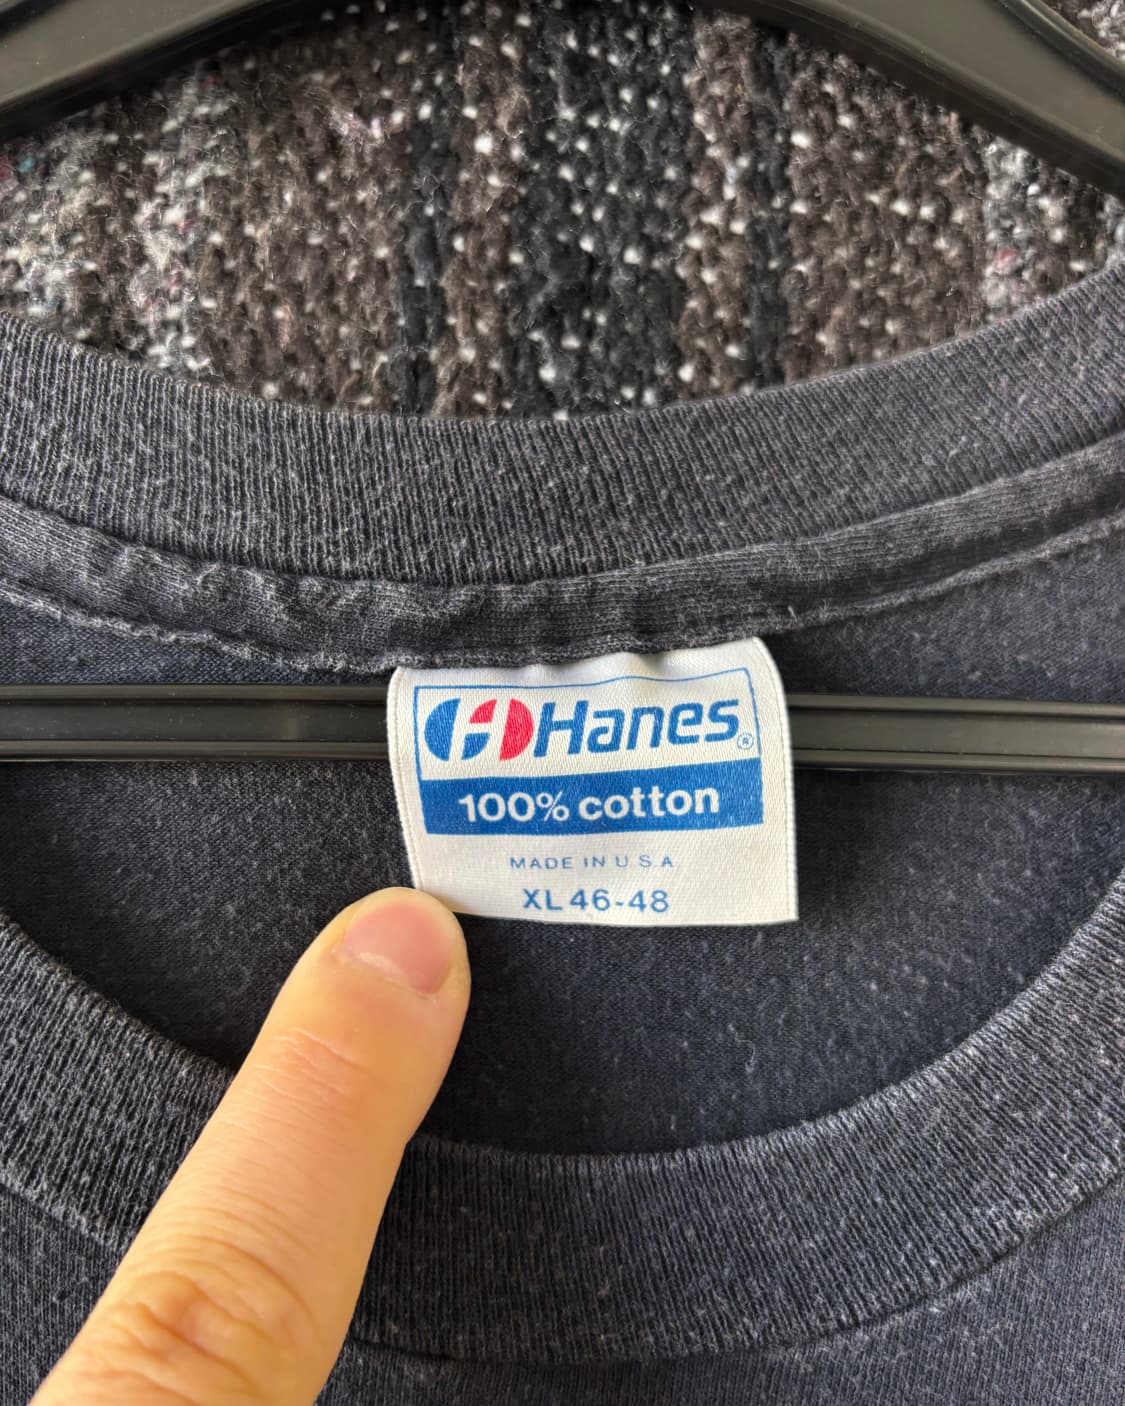 Hanes®
100% cotton
MADE IN U.S.A.
XL 46-48